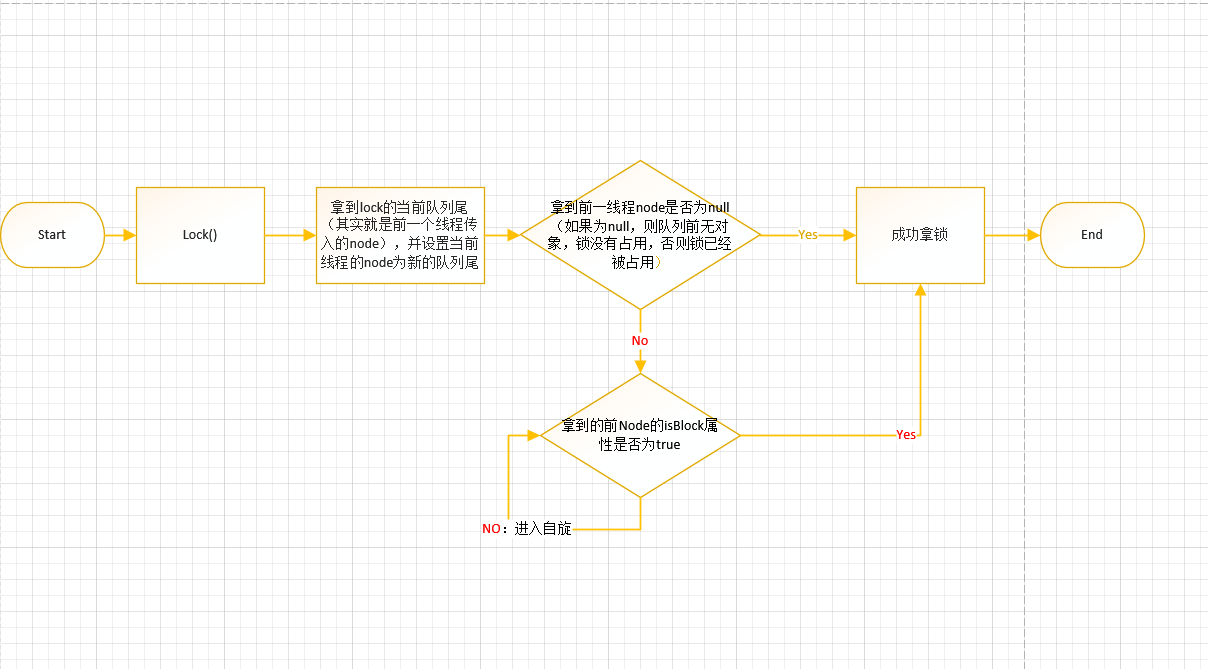 Start
Lock()
拿到lock的当前队列尾
（其实就是前一个线程传
入的node），并设置当前
线程的node为新的队列尾
拿到前一线程node是否为null
（如果为null，则队列前无对
象，锁没有占用，否则锁已经
被占用）
Yes
成功拿锁
End
No
拿到的前Node的isBlock属
性是否为true
Yes
NO：进入自旋